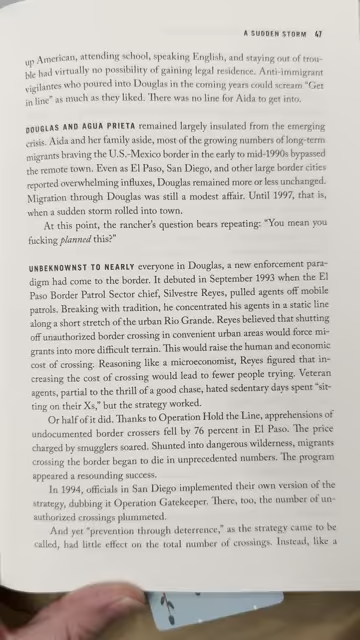 A SUDDEN STORM 47
up American, attending school, speaking English, and staying out of trou-
ble had virtually no possibility of gaining legal residence. Anti-immigrant
vigilantes who poured into Douglas in the coming years could scream “Get
in line” as much as they liked. There was no line for Aida to get into.
DOUGLAS AND AGUA PRIETA remained largely insulated from the emerging
crisis. Aida and her family aside, most of the growing numbers of long-term
migrants braving the U.S.-Mexico border in the early to mid-1990s bypassed
the remote town. Even as El Paso, San Diego, and other large border cities
reported overwhelming influxes, Douglas remained more or less unchanged.
Migration through Douglas was still a modest affair. Until 1997, that is,
when a sudden storm rolled into town.
At this point, the rancher’s question bears repeating: “You mean you
fucking planned this?”
UNBEKNOWNST TO NEARLY everyone in Douglas, a new enforcement para-
digm had come to the border. It debuted in September 1993 when the El
Paso Border Patrol Sector chief, Silvestre Reyes, pulled agents off mobile
patrols. Breaking with tradition, he concentrated his agents in a static line
along a short stretch of the urban Rio Grande. Reyes believed that shutting
off unauthorized border crossing in convenient urban areas would force mi-
grants into more difficult terrain. This would raise the human and economic
cost of crossing. Reasoning like a microeconomist, Reyes figured that in-
creasing the cost of crossing would lead to fewer people trying. Veteran
agents, partial to the thrill of a good chase, hated sedentary days spent “sit-
ting on their Xs,” but the strategy worked.
Or half of it did. Thanks to Operation Hold the Line, apprehensions of
undocumented border crossers fell by 76 percent in El Paso. The price
charged by smugglers soared. Shunted into dangerous wilderness, migrants
crossing the border began to die in unprecedented numbers. The program
appeared a resounding success.
In 1994, officials in San Diego implemented their own version of the
strategy, dubbing it Operation Gatekeeper. There, too, the number of un-
authorized crossings plummeted.
And yet “prevention through deterrence,” as the strategy came to be
called, had little effect on the total number of crossings. Instead, like a